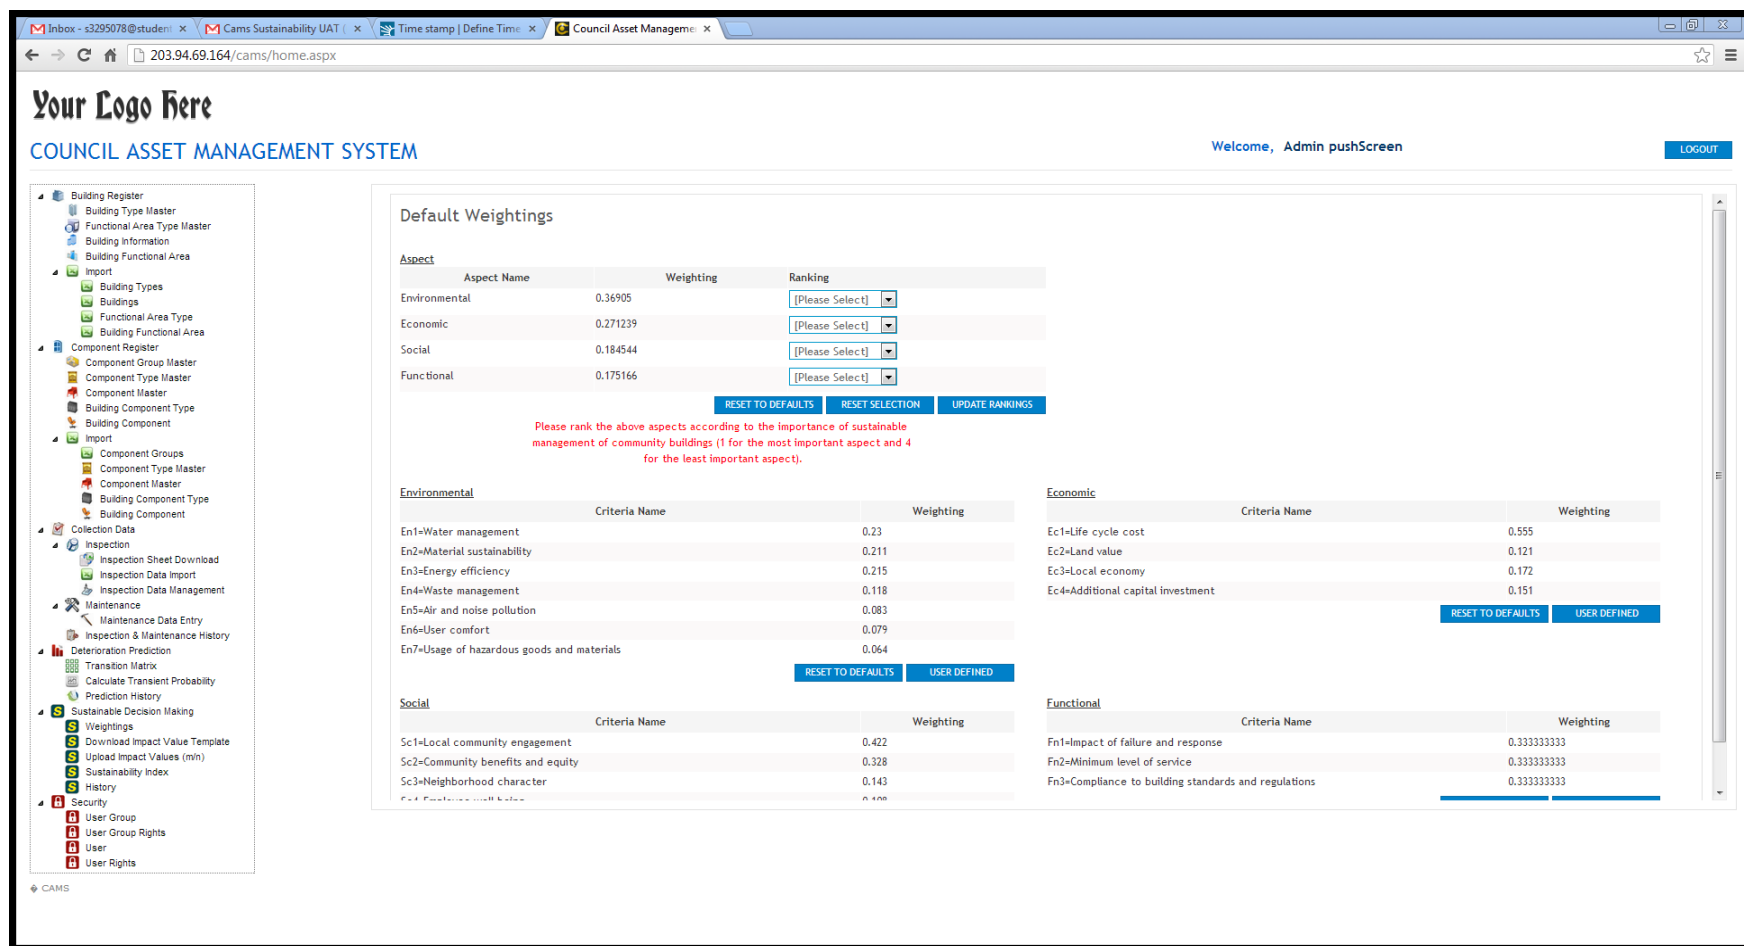 Inbox - s3295078@student
Cams Sustainability UAT (
Time stamp | Define Time
Council Asset Manageme
203.94.69.164/cams/home.aspx
Your Logo Here
COUNCIL ASSET MANAGEMENT SYSTEM
Welcome, Admin pushScreen
LOGOUT
Building Register
Building Type Master
Functional Area Type Master
Building Information
Building Functional Area
Import
Building Types
Buildings
Functional Area Type
Building Functional Area
Component Register
Component Group Master
Component Type Master
Component Master
Building Component Type
Building Component
Import
Component Groups
Component Type Master
Component Master
Building Component Type
Building Component
Collection Data
Inspection
Inspection Sheet Download
Inspection Data Import
Inspection Data Management
Maintenance
Maintenance Data Entry
Inspection & Maintenance History
Deterioration Prediction
Transition Matrix
Calculate Transient Probability
Prediction History
Sustainable Decision Making
Weightings
Download Impact Value Template
Upload Impact Values (m/n)
Sustainability Index
History
Security
User Group
User Group Rights
User
User Rights
� CAMS
Default Weightings
Aspect
Aspect Name Weighting Ranking
Environmental 0.36905 [Please Select]
Economic 0.271239 [Please Select]
Social 0.184544 [Please Select]
Functional 0.175166 [Please Select]
RESET TO DEFAULTS RESET SELECTION UPDATE RANKINGS
Please rank the above aspects according to the importance of sustainable
management of community buildings (1 for the most important aspect and 4
for the least important aspect).
Environmental
Criteria Name Weighting
En1=Water management 0.23
En2=Material sustainability 0.211
En3=Energy efficiency 0.215
En4=Waste management 0.118
En5=Air and noise pollution 0.083
En6=User comfort 0.079
En7=Usage of hazardous goods and materials 0.064
RESET TO DEFAULTS USER DEFINED
Economic
Criteria Name Weighting
Ec1=Life cycle cost 0.555
Ec2=Land value 0.121
Ec3=Local economy 0.172
Ec4=Additional capital investment 0.151
RESET TO DEFAULTS USER DEFINED
Social
Criteria Name Weighting
Sc1=Local community engagement 0.422
Sc2=Community benefits and equity 0.328
Sc3=Neighborhood character 0.143
Functional
Criteria Name Weighting
Fn1=Impact of failure and response 0.333333333
Fn2=Minimum level of service 0.333333333
Fn3=Compliance to building standards and regulations 0.333333333